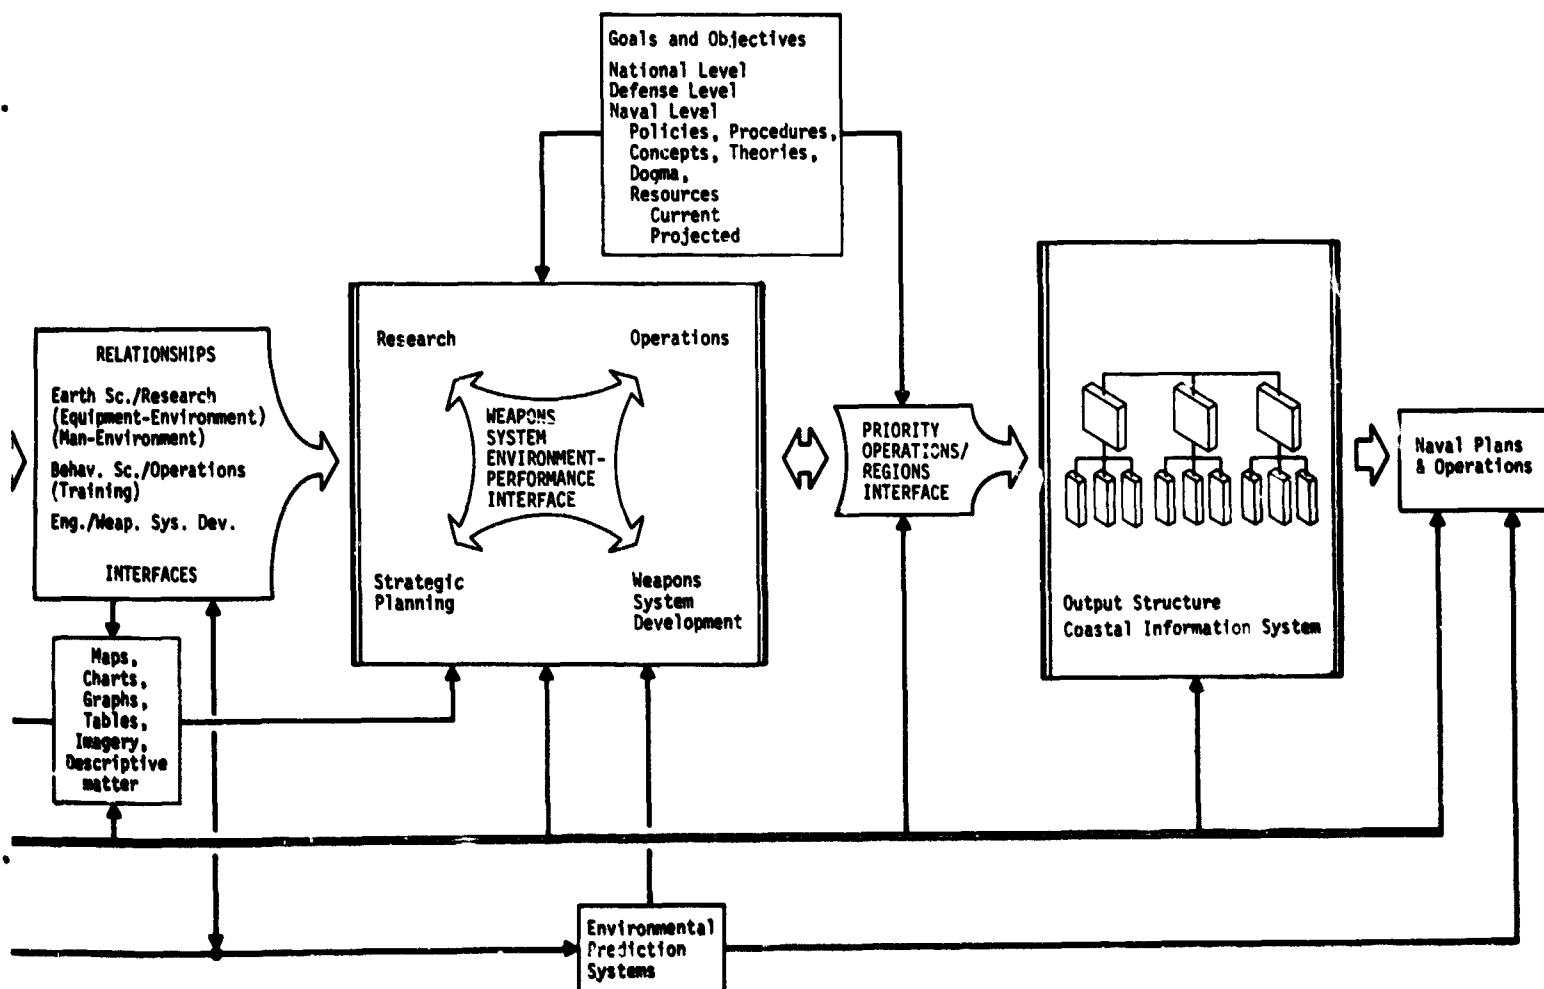 Goals and Objectives
National Level
Defense Level
Naval Level
Policies, Procedures,
Concepts, Theories,
Dogma,
Resources
Current
Projected
RELATIONSHIPS
Earth Sc./Research
(Equipment-Environment)
(Man-Environment)
Behav. Sc./Operations
(Training)
Eng./Weap. Sys. Dev.
INTERFACES
Research
Operations
WEAPONS
SYSTEM
ENVIRONMENT-
PERFORMANCE
INTERFACE
Strategic
Planning
Weapons
System
Development
PRIORITY
OPERATIONS/
REGIONS
INTERFACE
Output Structure
Coastal Information System
Naval Plans
& Operations
Maps,
Charts,
Graphs,
Tables,
Imagery,
Descriptive
matter
Environmental
Prediction
Systems